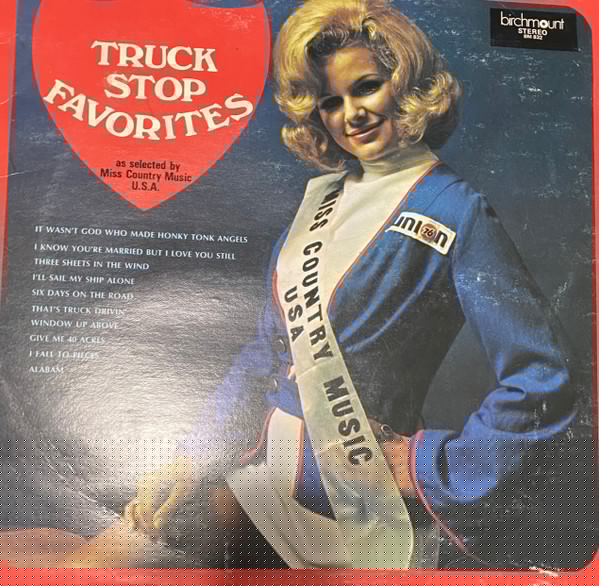 TRUCK
STOP
FAVORITES
as selected by
Miss Country Music
U.S.A.
birchmount
STEREO
BM 632
IT WASN'T GOD WHO MADE HONKY TONK ANGELS
I KNOW YOU'RE MARRIED BUT I LOVE YOU STILL
THREE SHEETS IN THE WIND
I'LL SAIL MY SHIP ALONE
SIX DAYS ON THE ROAD
THAT'S TRUCK DRIVIN'
WINDOW UP ABOVE
GIVE ME 40 ACRES
I FALL TO PIECES
ALABAM
UNION
76
MISS COUNTRY MUSIC
USA